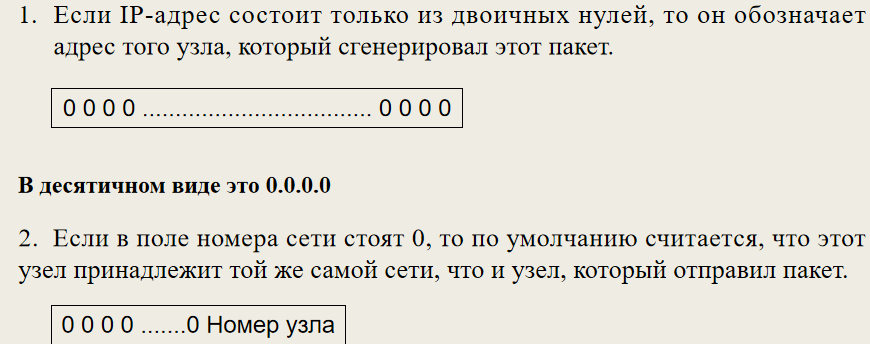 1. Если IP-адрес состоит только из двоичных нулей, то он обозначает
адрес того узла, который сгенерировал этот пакет.
0 0 0 0 ................................... 0 0 0 0
В десятичном виде это 0.0.0.0
2. Если в поле номера сети стоят 0, то по умолчанию считается, что этот
узел принадлежит той же самой сети, что и узел, который отправил пакет.
0 0 0 0 .......0 Номер узла